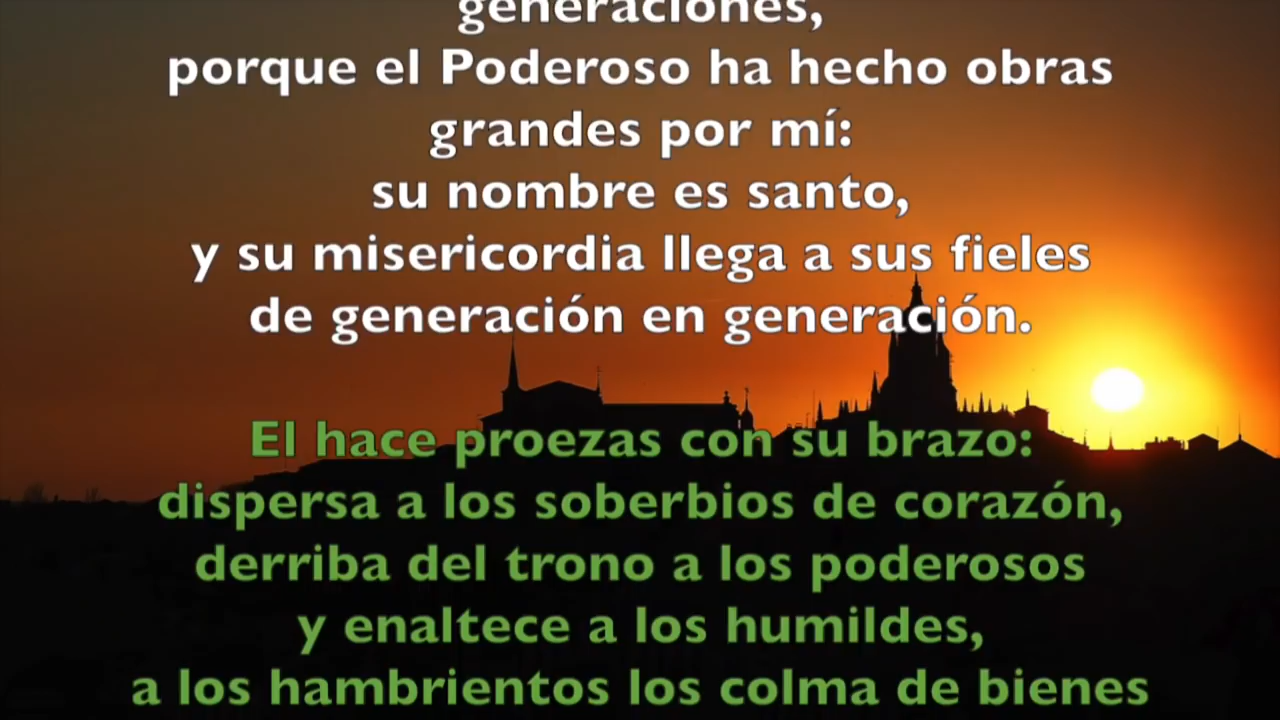 generaciones,
porque el Poderoso ha hecho obras
grandes por mí:
su nombre es santo,
y su misericordia llega a sus fieles
de generación en generación.
El hace proezas con su brazo:
dispersa a los soberbios de corazón,
derriba del trono a los poderosos
y enaltece a los humildes,
a los hambrientos los colma de bienes